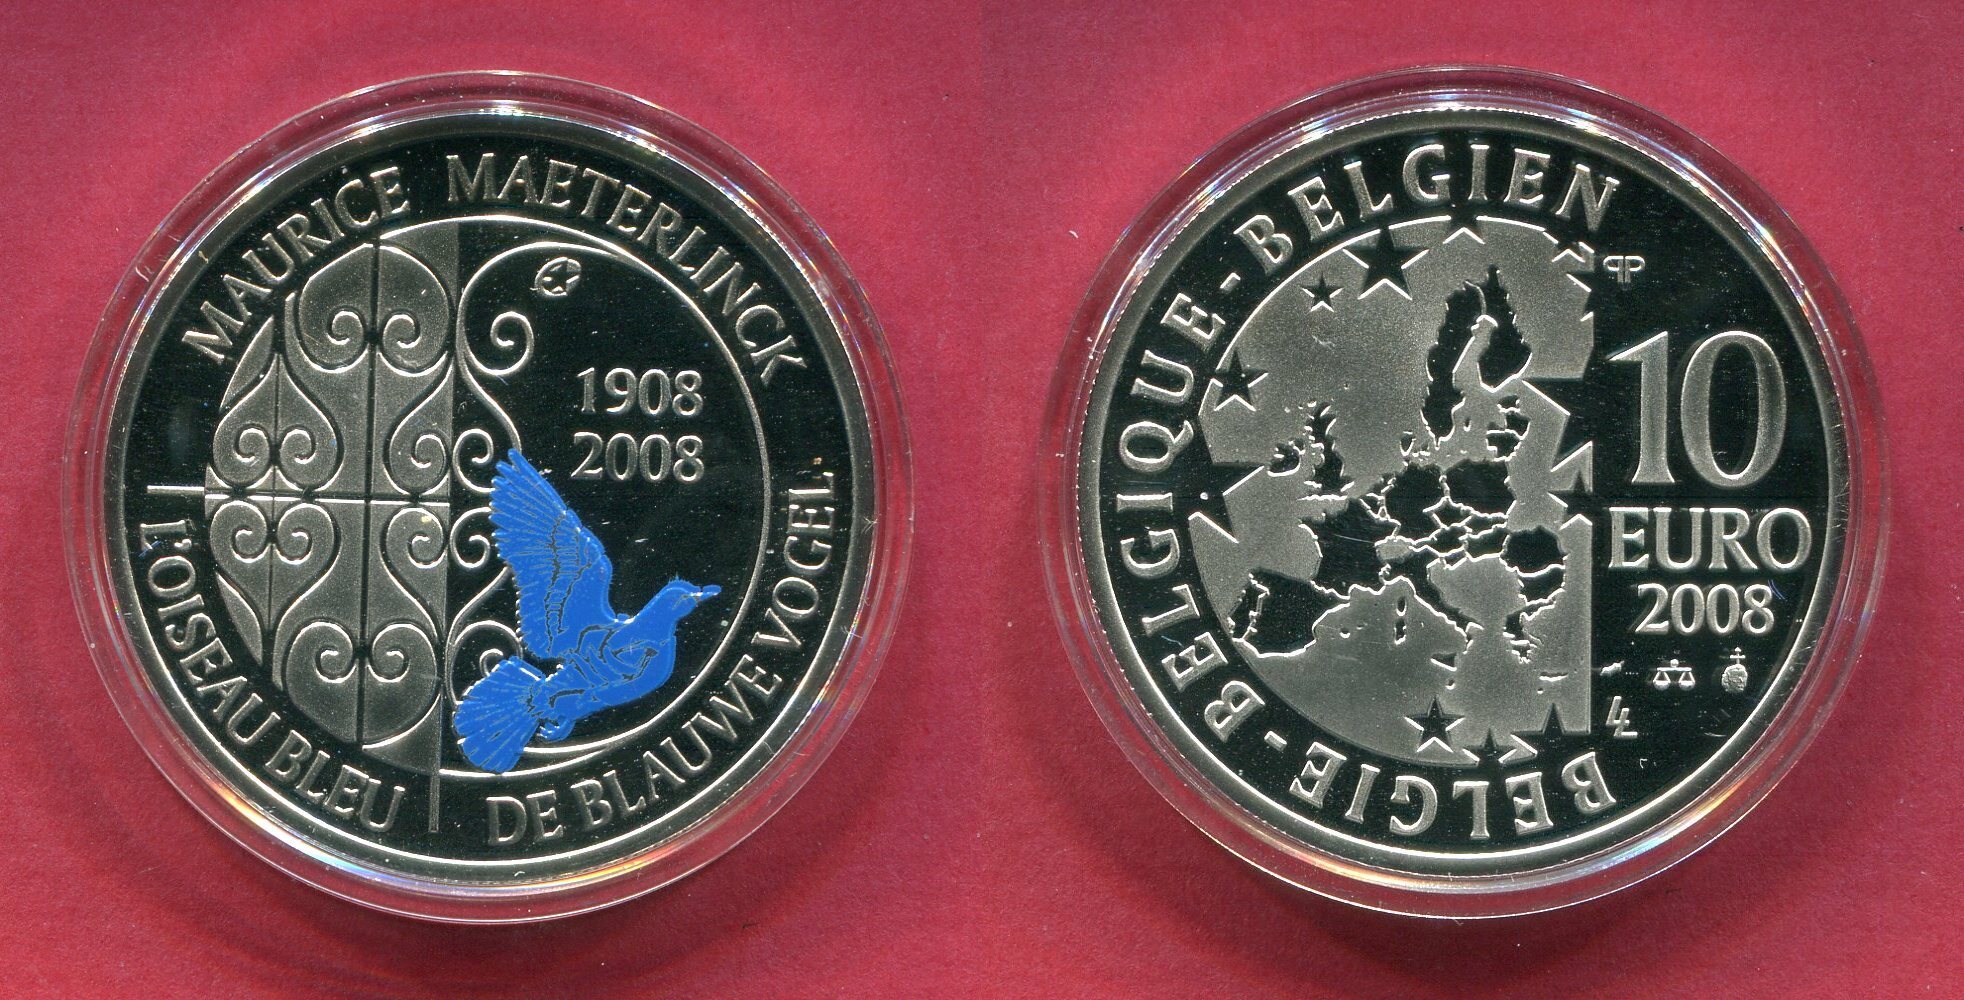 MAURICE MAETERLINCK
1908
2008
L'OISEAU BLEU
DE BLAUWE VOGEL
BELGIE - BELGIQUE - BELGIEN
10
EURO
2008